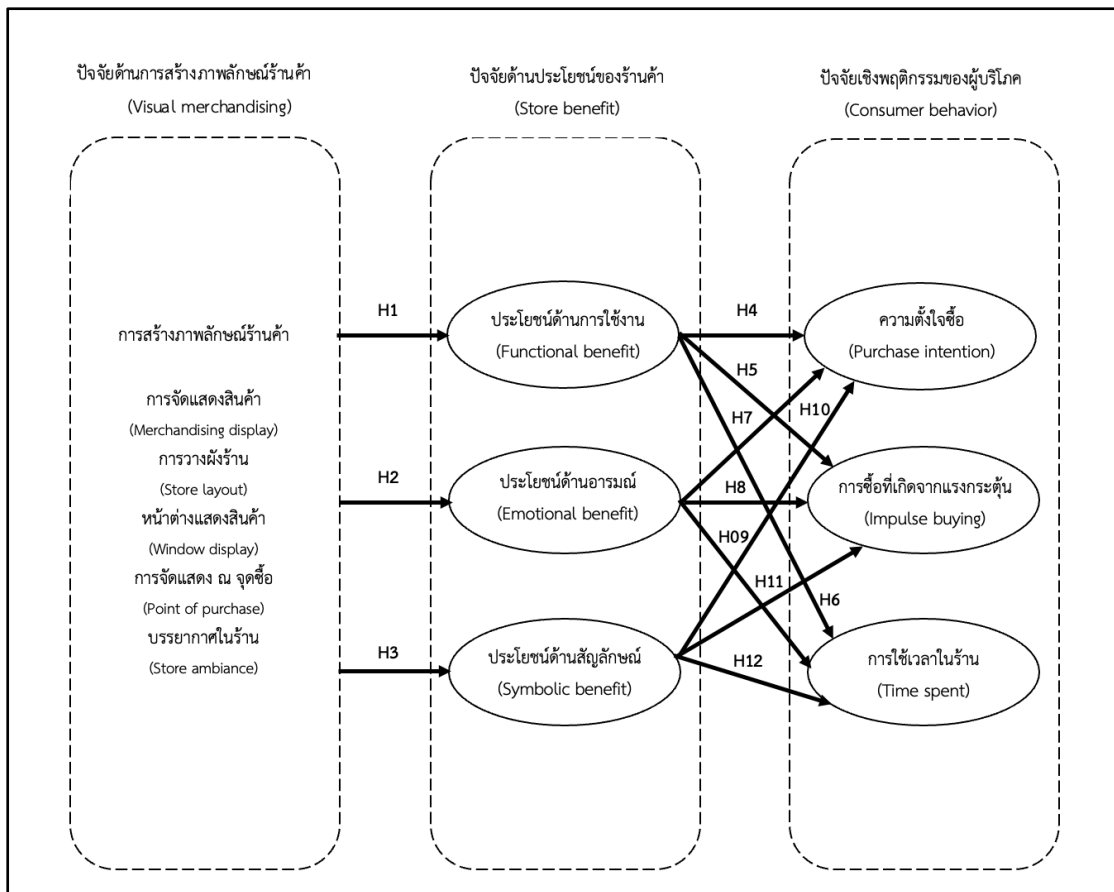 ปัจจัยด้านการสร้างภาพลักษณ์ร้านค้า
(Visual merchandising)
ปัจจัยด้านประโยชน์ของร้านค้า
(Store benefit)
ปัจจัยเชิงพฤติกรรมของผู้บริโภค
(Consumer behavior)
การสร้างภาพลักษณ์ร้านค้า
การจัดแสดงสินค้า
(Merchandising display)
การวางผังร้าน
(Store layout)
หน้าต่างแสดงสินค้า
(Window display)
การจัดแสดง ณ จุดซื้อ
(Point of purchase)
บรรยากาศในร้าน
(Store ambiance)
H1
H2
H3
ประโยชน์ด้านการใช้งาน
(Functional benefit)
ประโยชน์ด้านอารมณ์
(Emotional benefit)
ประโยชน์ด้านสัญลักษณ์
(Symbolic benefit)
H4
H5
H7
H10
H8
H09
H11
H6
H12
ความตั้งใจซื้อ
(Purchase intention)
การซื้อที่เกิดจากแรงกระตุ้น
(Impulse buying)
การใช้เวลาในร้าน
(Time spent)